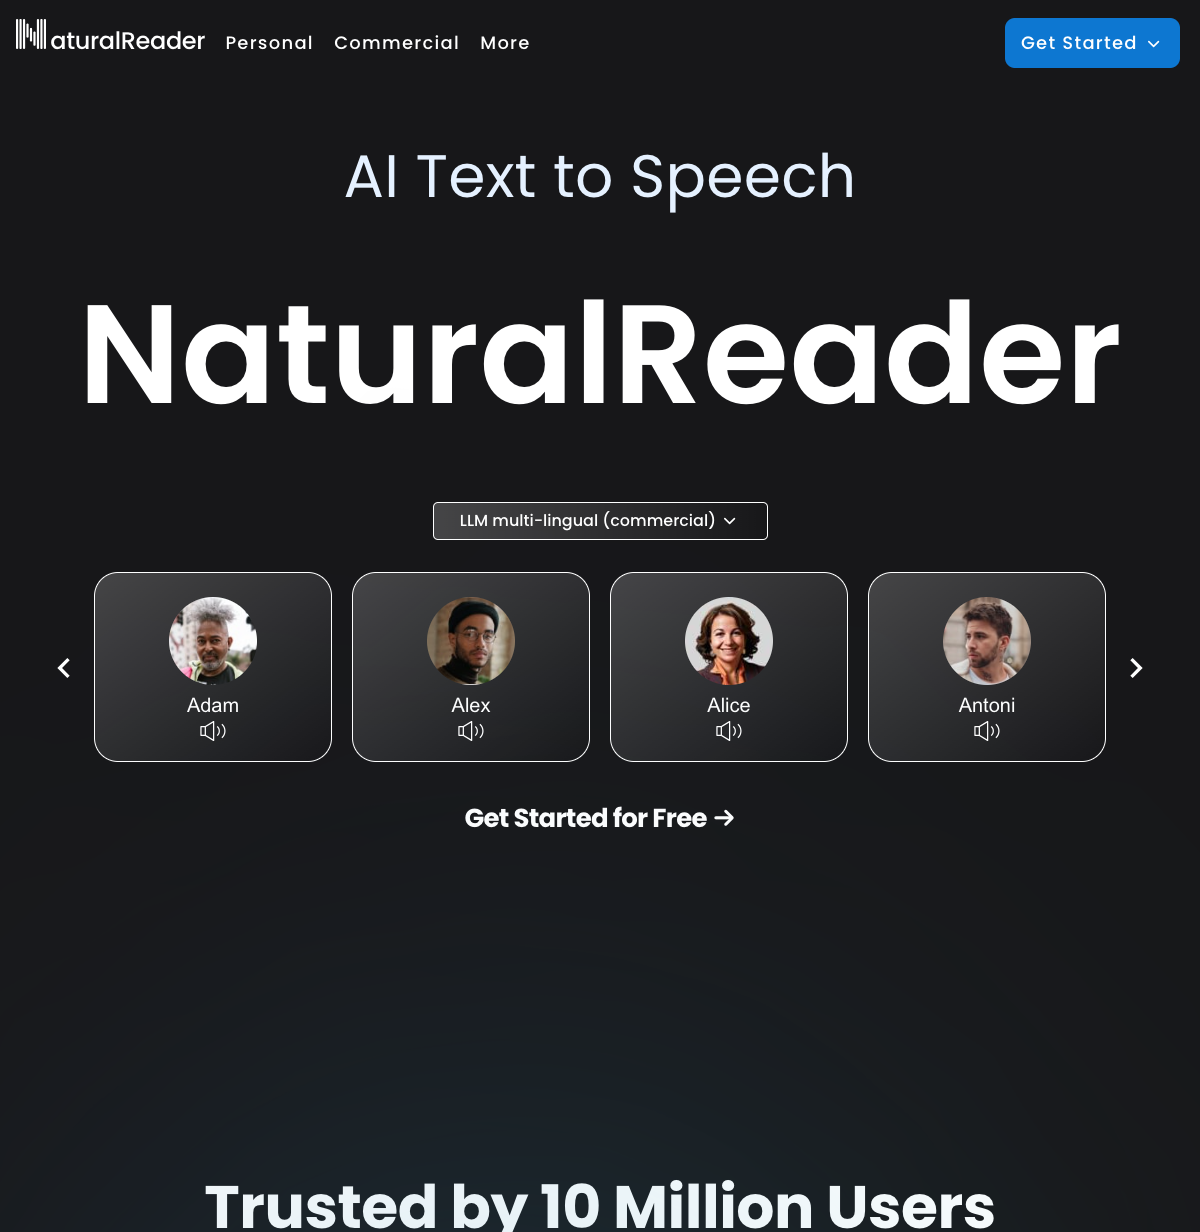 NaturalReader Personal Commercial More Get Started
AI Text to Speech
NaturalReader
LLM multi-lingual (commercial)
Adam Alex Alice Antoni
Get Started for Free →
Trusted by 10 Million Users